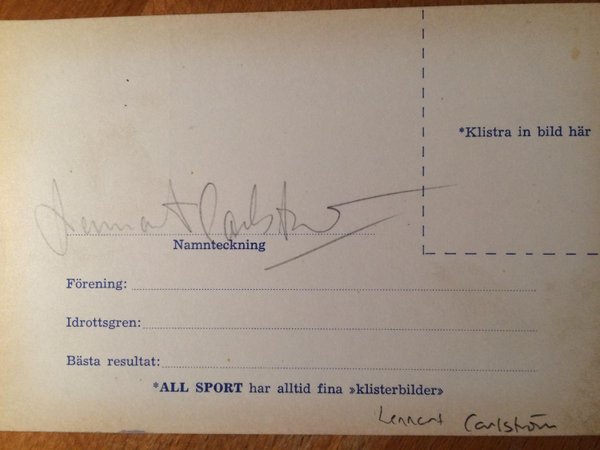 *Klistra in bild här
Lennart Carlström
Namnteckning
Förening:
Idrottsgren:
Bästa resultat:
*ALL SPORT har alltid fina »klisterbilder»
Lennart Carlström